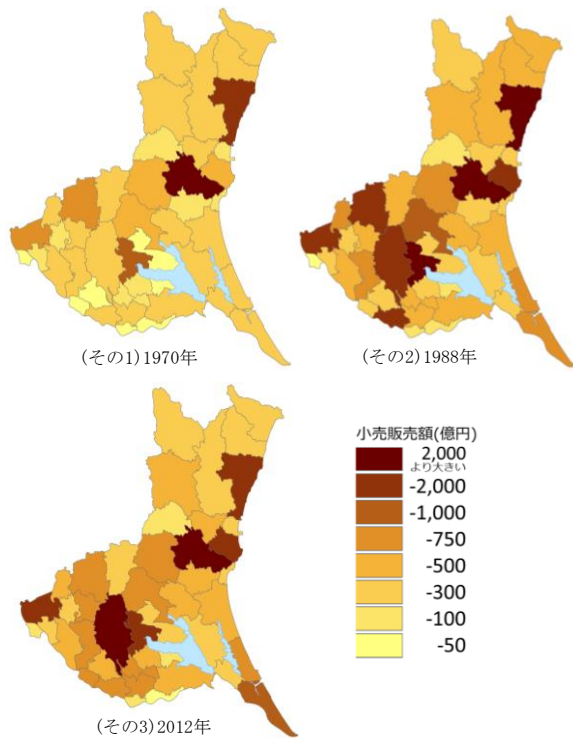 (その1)1970年
(その2)1988年
(その3)2012年
小売販売額(億円)
2,000
より大きい
-2,000
-1,000
-750
-500
-300
-100
-50